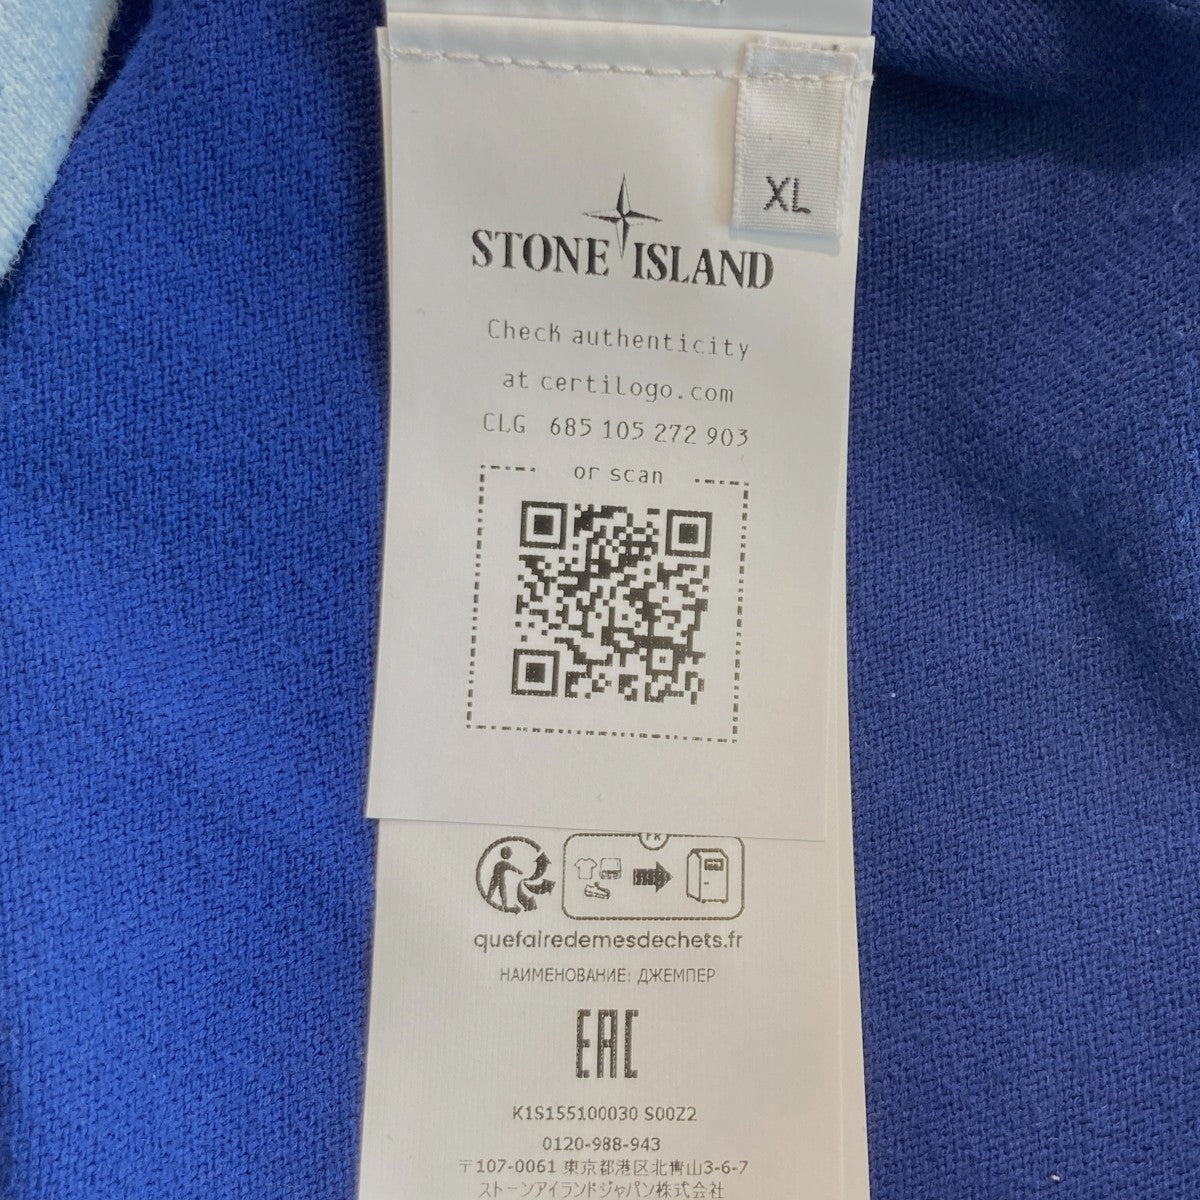 XL
STONE ISLAND
Check authenticity
at certilogo.com
CLG 685 105 272 903
or scan
FR
quefairedemesdechets.fr
НАИМЕНОВАНИЕ: ДЖЕМПЕР
EAC
K1S155100030 S00Z2
0120-988-943
〒107-0061 東京都港区北青山3-6-7
ストーンアイランドジャパン株式会社